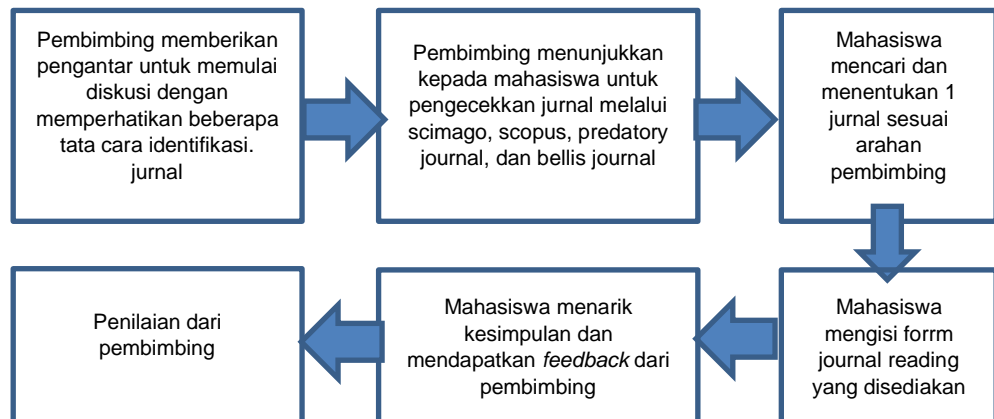 Pembimbing memberikan
pengantar untuk memulai
diskusi dengan
memperhatikan beberapa
tata cara identifikasi.
jurnal
Pembimbing menunjukkan
kepada mahasiswa untuk
pengecekkan jurnal melalui
scimago, scopus, predatory
journal, dan bellis journal
Mahasiswa
mencari dan
menentukan 1
jurnal sesuai
arahan
pembimbing
Mahasiswa
mengisi forrm
journal reading
yang disediakan
Mahasiswa menarik
kesimpulan dan
mendapatkan feedback dari
pembimbing
Penilaian dari
pembimbing